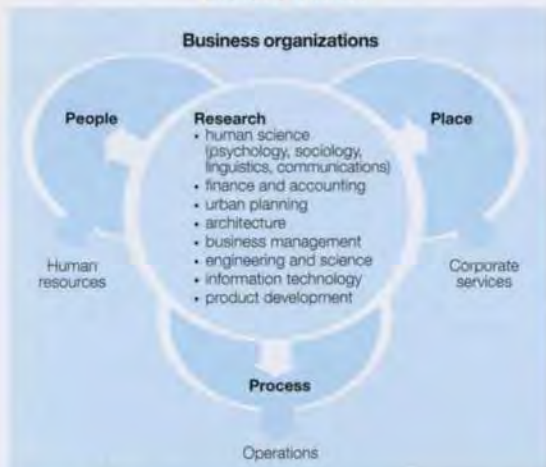 Business organizations
People
Research
• human science
(psychology, sociology,
linguistics, communications)
• finance and accounting
• urban planning
• architecture
• business management
• engineering and science
• information technology
• product development
Place
Human
resources
Corporate
services
Process
Operations